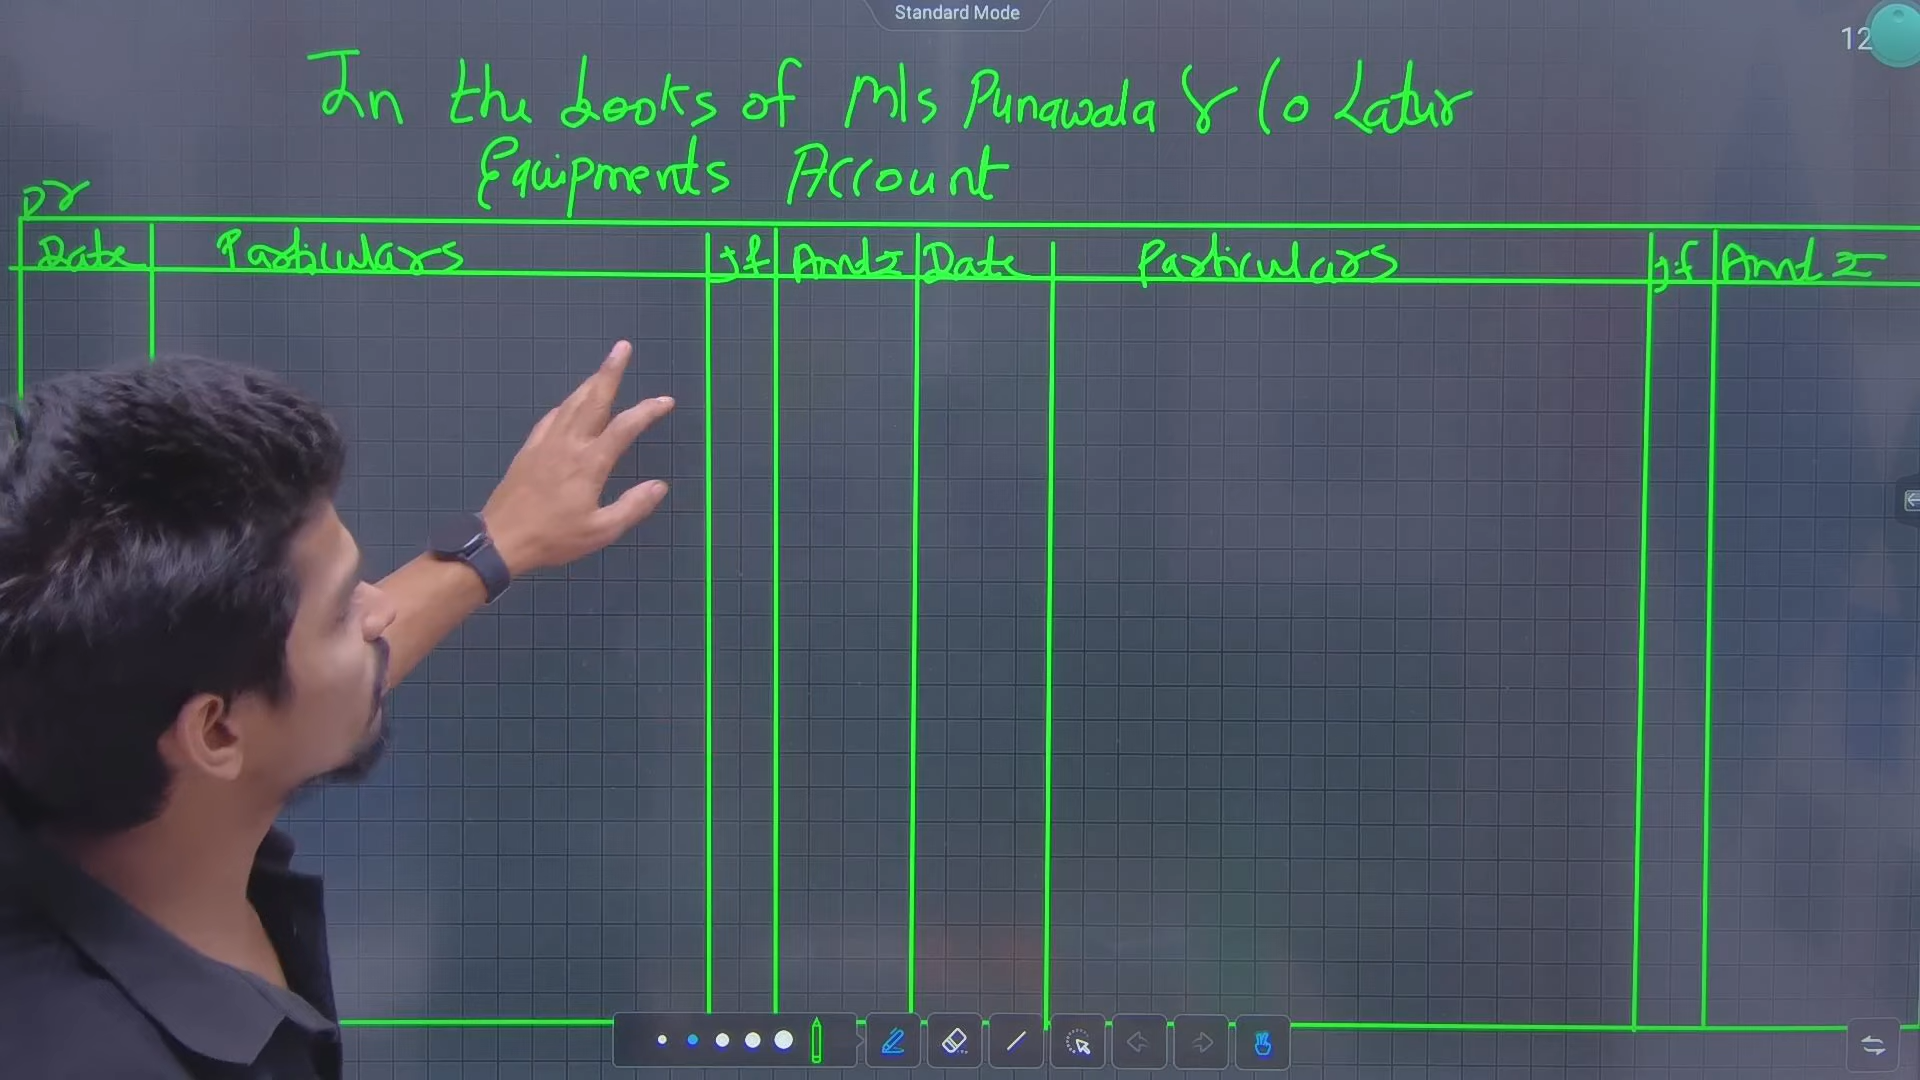 Standard Mode
12
In the books of M/s Punawala & Co Latur
Equipments Account
Dr
Date Particulars J.f Amt ₹ Date Particulars J.f Amt ₹